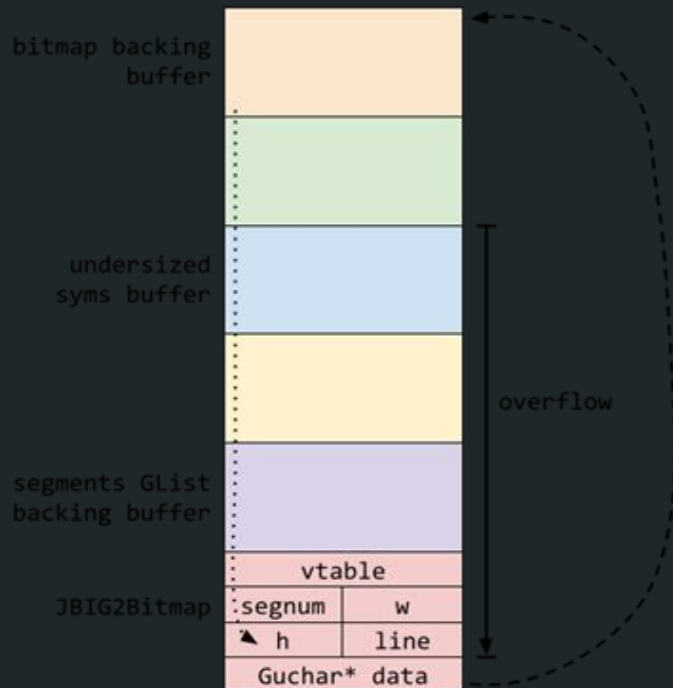 bitmap backing
buffer
undersized
syms buffer
overflow
segments GList
backing buffer
vtable
JBIG2Bitmap
segnum
w
h
line
Guchar* data